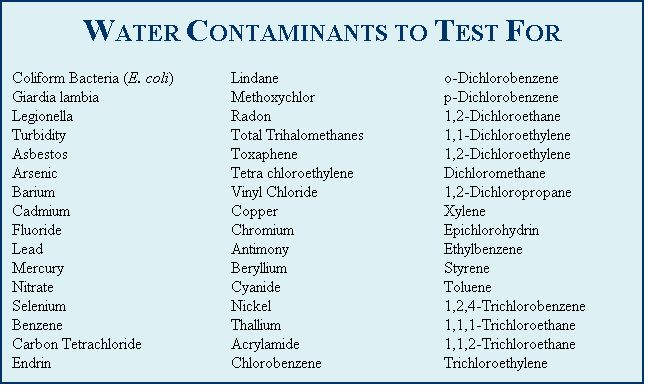 WATER CONTAMINANTS TO TEST FOR
Coliform Bacteria (E. coli)
Giardia lambia
Legionella
Turbidity
Asbestos
Arsenic
Barium
Cadmium
Fluoride
Lead
Mercury
Nitrate
Selenium
Benzene
Carbon Tetrachloride
Endrin
Lindane
Methoxychlor
Radon
Total Trihalomethanes
Toxaphene
Tetra chloroethylene
Vinyl Chloride
Copper
Chromium
Antimony
Beryllium
Cyanide
Nickel
Thallium
Acrylamide
Chlorobenzene
o-Dichlorobenzene
p-Dichlorobenzene
1,2-Dichloroethane
1,1-Dichloroethylene
1,2-Dichloroethylene
Dichloromethane
1,2-Dichloropropane
Xylene
Epichlorohydrin
Ethylbenzene
Styrene
Toluene
1,2,4-Trichlorobenzene
1,1,1-Trichloroethane
1,1,2-Trichloroethane
Trichloroethylene